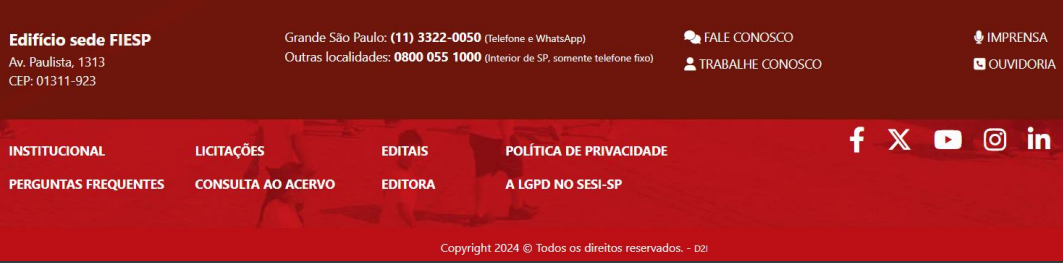 Edifício sede FIESP
Av. Paulista, 1313
CEP: 01311-923
Grande São Paulo: (11) 3322-0050 (Telefone e WhatsApp)
Outras localidades: 0800 055 1000 (Interior de SP, somente telefone fixo)
FALE CONOSCO
TRABALHE CONOSCO
IMPRENSA
OUVIDORIA
INSTITUCIONAL
LICITAÇÕES
EDITAIS
POLÍTICA DE PRIVACIDADE
PERGUNTAS FREQUENTES
CONSULTA AO ACERVO
EDITORA
A LGPD NO SESI-SP
Copyright 2024 © Todos os direitos reservados. - D2I